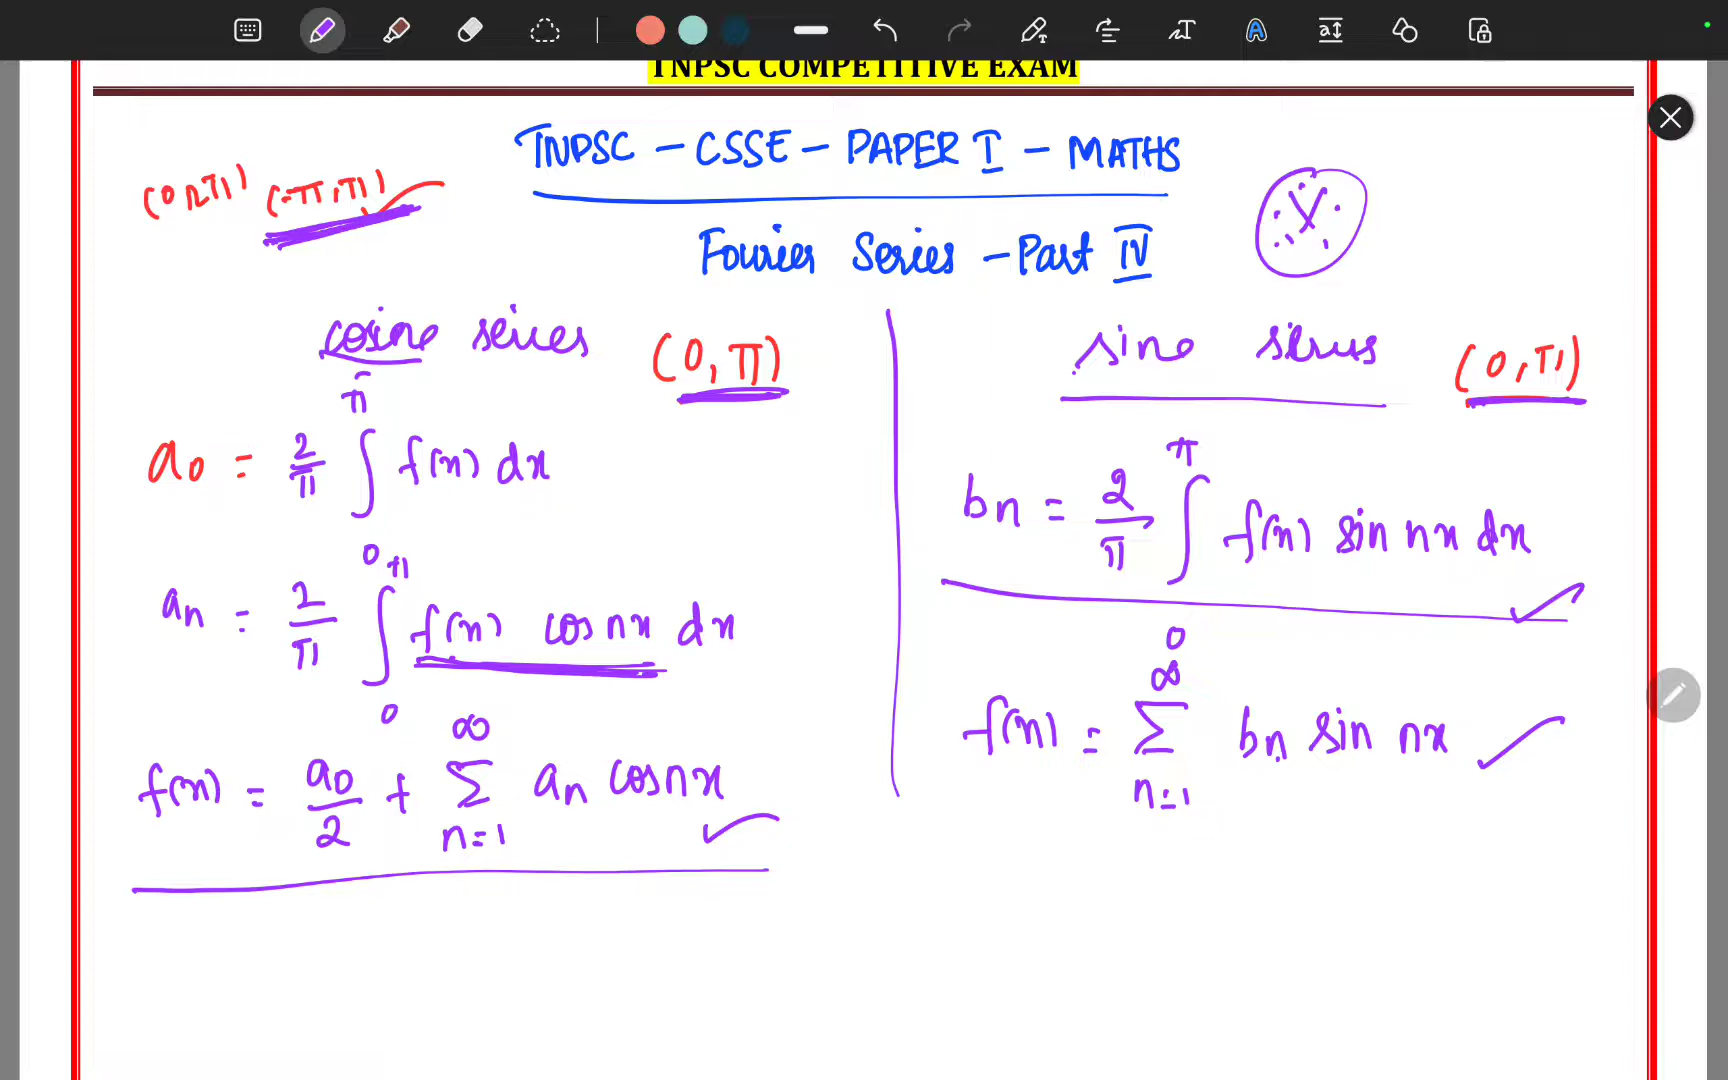 TNPSC COMPETITIVE EXAM
TNPSC – CSSE – PAPER I – MATHS
(0 2π) (-π, π)
Fourier Series – Part IV
cosine series (0, π)
a0 = 2/π ∫0^π f(x) dx
an = 2/π ∫0^π f(x) cos nx dx
f(x) = a0/2 + ∑n=1^∞ an cos nx
sine series (0, π)
bn = 2/π ∫0^π f(x) sin nx dx
f(x) = ∑n=1^∞ bn sin nx